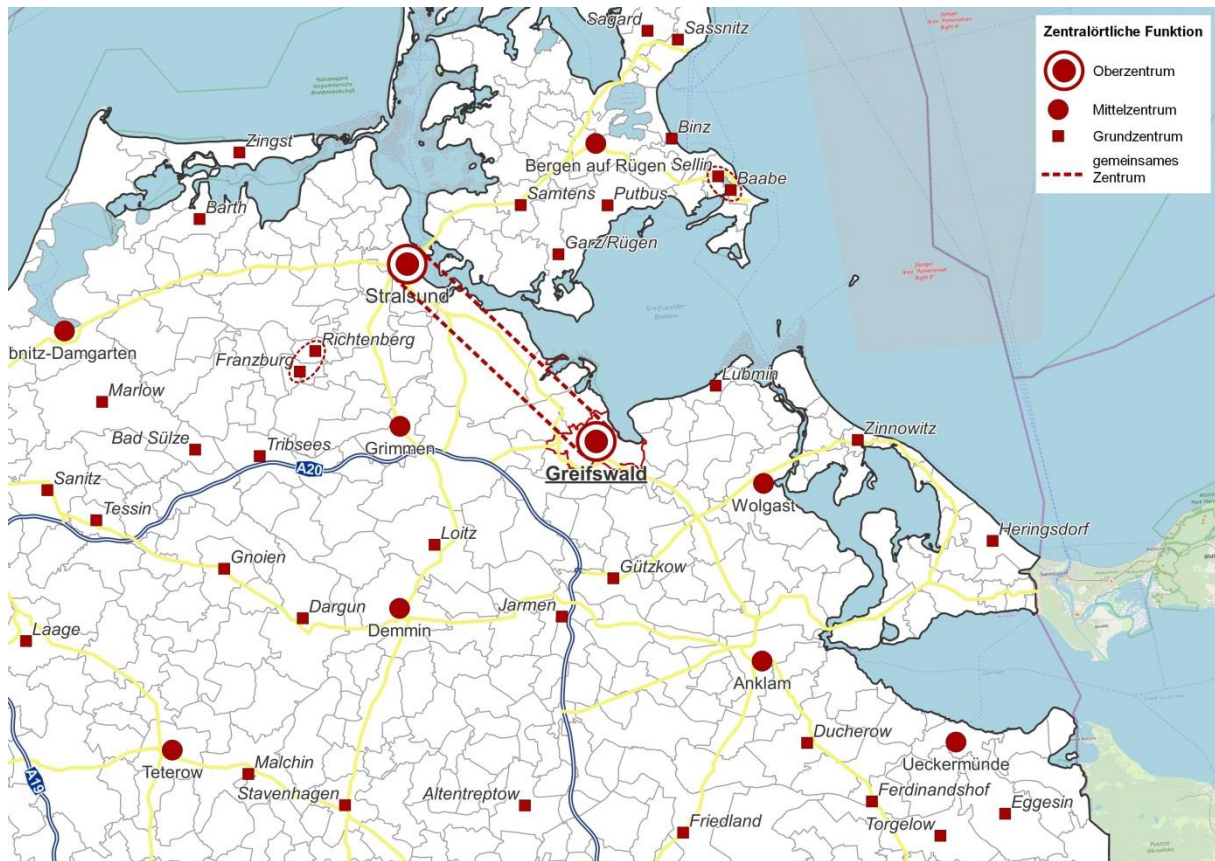 Sagard
Sassnitz
Zentralörtliche Funktion
Oberzentrum
Mittelzentrum
Grundzentrum
gemeinsames
Zentrum
Zingst
Binz
Bergen auf Rügen
Sellin
Baabe
Barth
Samtens
Putbus
Garz/Rügen
Stralsund
Greifswalder
Bodden
bnitz-Damgarten
Richtenberg
Franzburg
Marlow
Lubmin
Bad Sülze
Tribsees
Grimmen
Zinnowitz
A20
Greifswald
Sanitz
Tessin
Wolgast
Loitz
Heringsdorf
Gnoien
Gützkow
Dargun
Demmin
Jarmen
Laage
Anklam
Ducherow
Teterow
Malchin
Ueckermünde
Stavenhagen
Altentreptow
Ferdinandshof
Eggesin
A19
Friedland
Torgelow